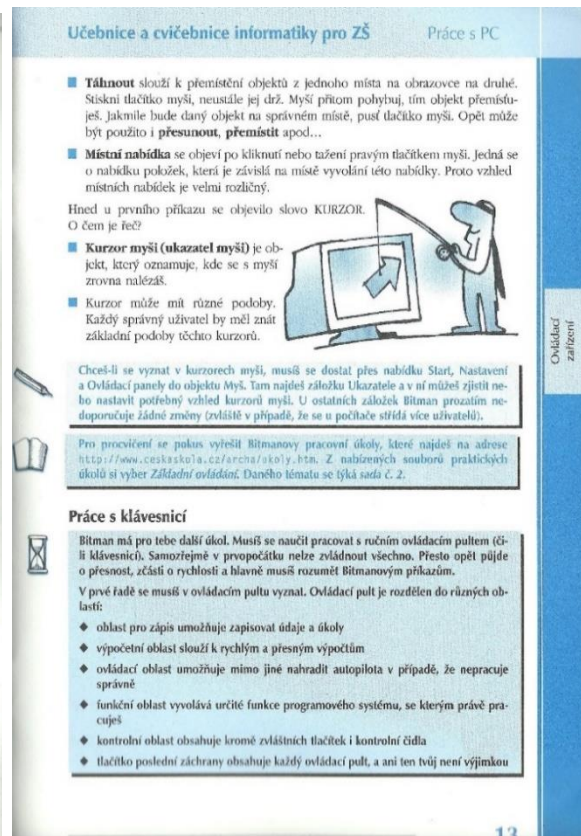 Učebnice a cvičebnice informatiky pro ZŠ Práce s PC
Táhnout slouží k přemístění objektů z jednoho místa na obrazovce na druhé.
Stiskni tlačítko myši, neustále jej drž. Myší přitom pohybuj, tím objekt přemísťu-
ješ. Jakmile bude daný objekt na správném místě, pusť tlačítko myši. Opět může
být použito i přesunout, přemístit apod...
Místní nabídka se objeví po kliknutí nebo tažení pravým tlačítkem myši. Jedná se
o nabídku položek, která je závislá na místě vyvolání této nabídky. Proto vzhled
místních nabídek je velmi rozličný.
Hned u prvního příkazu se objevilo slovo KURZOR.
O čem je řeč?
Kurzor myši (ukazatel myši) je ob-
jekt, který oznamuje, kde se s myší
zrovna nalézáš.
Kurzor může mít různé podoby.
Každý správný uživatel by měl znát
základní podoby těchto kurzorů.
Ovládací
zařízení
Chceš-li se vyznat v kurzorech myši, musíš se dostat přes nabídku Start, Nastavení
a Ovládací panely do objektu Myš. Tam najdeš záložku Ukazatele a v ní můžeš zjistit ne-
bo nastavit potřebný vzhled kurzorů myši. U ostatních záložek Bitman prozatím ne-
doporučuje žádné změny (zvláště v případě, že se u počítače střídá více uživatelů).
Pro procvičení se pokus vyřešit Bitmanovy pracovní úkoly, které najdeš na adrese
http://www.ceskaskola.cz/archa/okoly.htm. Z nabízených souborů praktických
úkolů si vyber Základní ovládání. Daného tématu se týká sada č. 2.
Práce s klávesnicí
Bitman má pro tebe další úkol. Musíš se naučit pracovat s ručním ovládacím pultem (či-
li klávesnicí). Samozřejmě v prvopočátku nelze zvládnout všechno. Přesto opět půjde
o přesnost, zčásti o rychlosti a hlavně musíš rozumět Bitmanovým příkazům.
V prvé řadě se musíš v ovládacím pultu vyznat. Ovládací pult je rozdělen do různých ob-
lastí:
◆ oblast pro zápis umožňuje zapisovat údaje a úkoly
◆ výpočetní oblast slouží k rychlým a přesným výpočtům
◆ ovládací oblast umožňuje mimo jiné nahradit autopilota v případě, že nepracuje
správně
◆ funkční oblast vyvolává určité funkce programového systému, se kterým právě pra-
cuješ
◆ kontrolní oblast obsahuje kromě zvláštních tlačítek i kontrolní čidla
◆ tlačítko poslední záchrany obsahuje každý ovládací pult, a ani ten tvůj není výjimkou
13